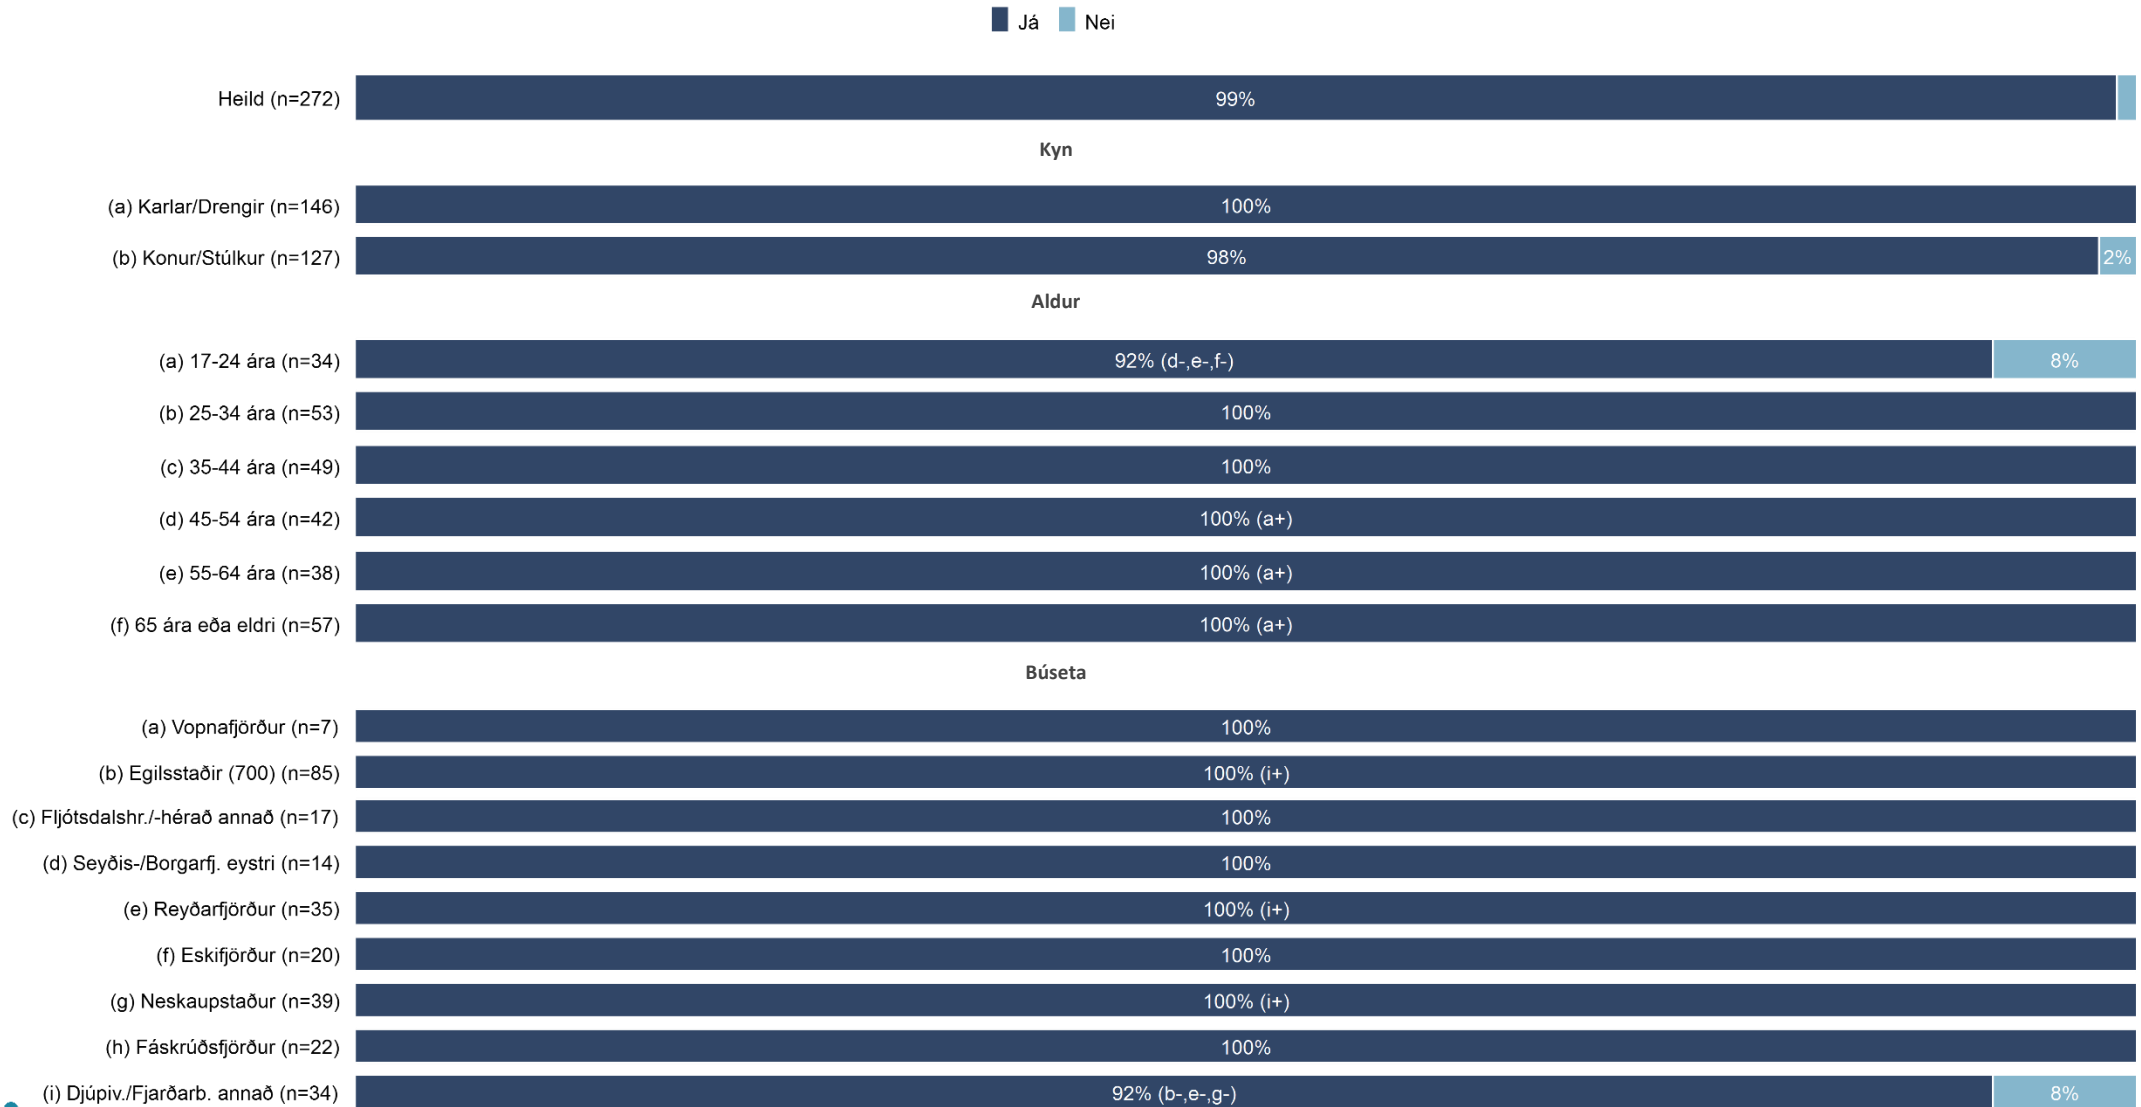 Já Nei
Heild (n=272) 99%
Kyn
(a) Karlar/Drengir (n=146) 100%
(b) Konur/Stúlkur (n=127) 98% 2%
Aldur
(a) 17-24 ára (n=34) 92% (d-,e-,f-) 8%
(b) 25-34 ára (n=53) 100%
(c) 35-44 ára (n=49) 100%
(d) 45-54 ára (n=42) 100% (a+)
(e) 55-64 ára (n=38) 100% (a+)
(f) 65 ára eða eldri (n=57) 100% (a+)
Búseta
(a) Vopnafjörður (n=7) 100%
(b) Egilsstaðir (700) (n=85) 100% (i+)
(c) Fljótsdalshr./-hérað annað (n=17) 100%
(d) Seyðis-/Borgarfj. eystri (n=14) 100%
(e) Reyðarfjörður (n=35) 100% (i+)
(f) Eskifjörður (n=20) 100%
(g) Neskaupstaður (n=39) 100% (i+)
(h) Fáskrúðsfjörður (n=22) 100%
(i) Djúpiv./Fjarðarb. annað (n=34) 92% (b-,e-,g-) 8%